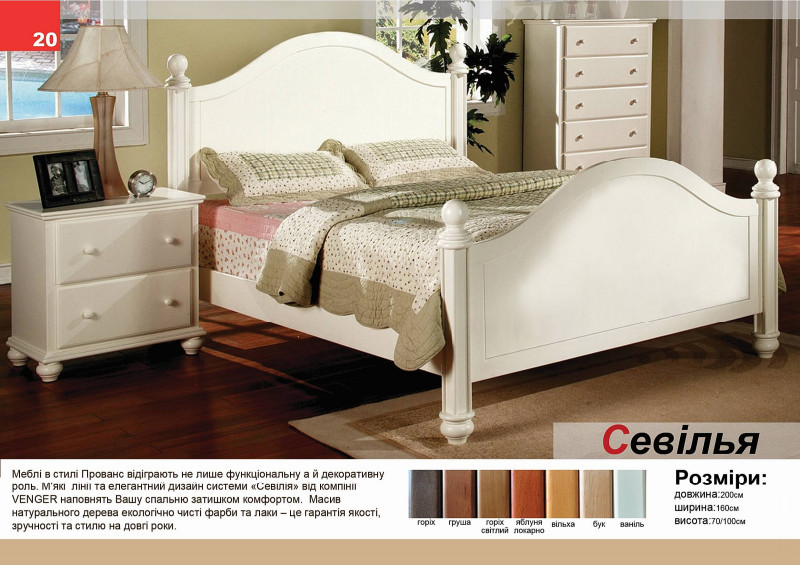 20
Севілья
Меблі в стилі Прованс відіграють не лише функціональну а й декоративну
роль. М'які лінії та елегантний дизайн системи «Севілія» від компінії
VENGER наповнять Вашу спальню затишком комфортом. Масив
натурального дерева екологічно чисті фарби та лаки – це гарантія якості,
зручності та стилю на довгі роки.
горіх груша горіх світлий яблуня локарно вільха бук ваніль
Розміри:
довжина:200см
ширина:160см
висота:70/100см